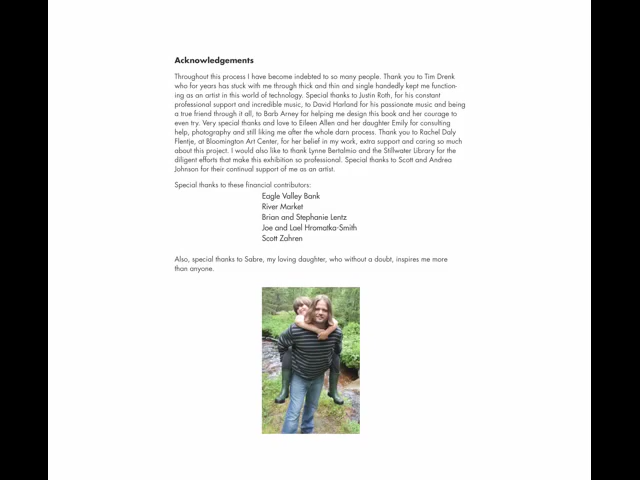 Acknowledgements
Throughout this process I have become indebted to so many people. Thank you to Tim Drenk
who for years has stuck with me through thick and thin and single handedly kept me function-
ing as an artist in this world of technology. Special thanks to Justin Roth, for his constant
professional support and incredible music, to David Harland for his passionate music and being
a true friend through it all, to Barb Arney for helping me design this book and her courage to
even try. Very special thanks and love to Eileen Allen and her daughter Emily for consulting
help, photography and still liking me after the whole darn process. Thank you to Rachel Daly
Flentje, at Bloomington Art Center, for her belief in my work, extra support and caring so much
about this project. I would also like to thank Lynne Bertalmio and the Stillwater Library for the
diligent efforts that make this exhibition so professional. Special thanks to Scott and Andrea
Johnson for their continual support of me as an artist.
Special thanks to these financial contributors:
Eagle Valley Bank
River Market
Brian and Stephanie Lentz
Joe and Lael Hromatka-Smith
Scott Zahren
Also, special thanks to Sabre, my loving daughter, who without a doubt, inspires me more
than anyone.